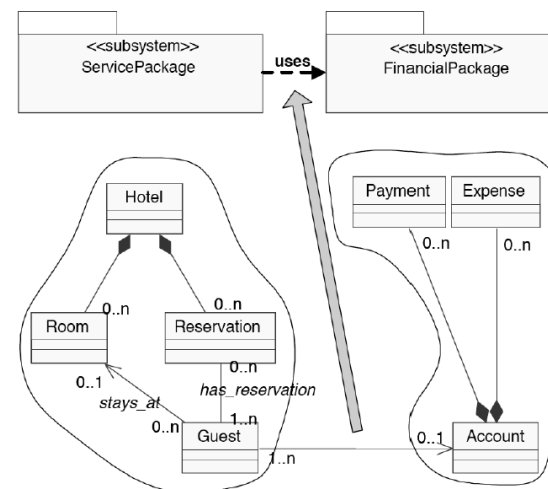 <<subsystem>>
ServicePackage
uses
<<subsystem>>
FinancialPackage
Hotel
Payment
Expense
0..n
0..n
0..n
0..n
Room
Reservation
0..n
0..1
has_reservation
stays_at
0..n
1..n
Guest
1..n
0..1
Account